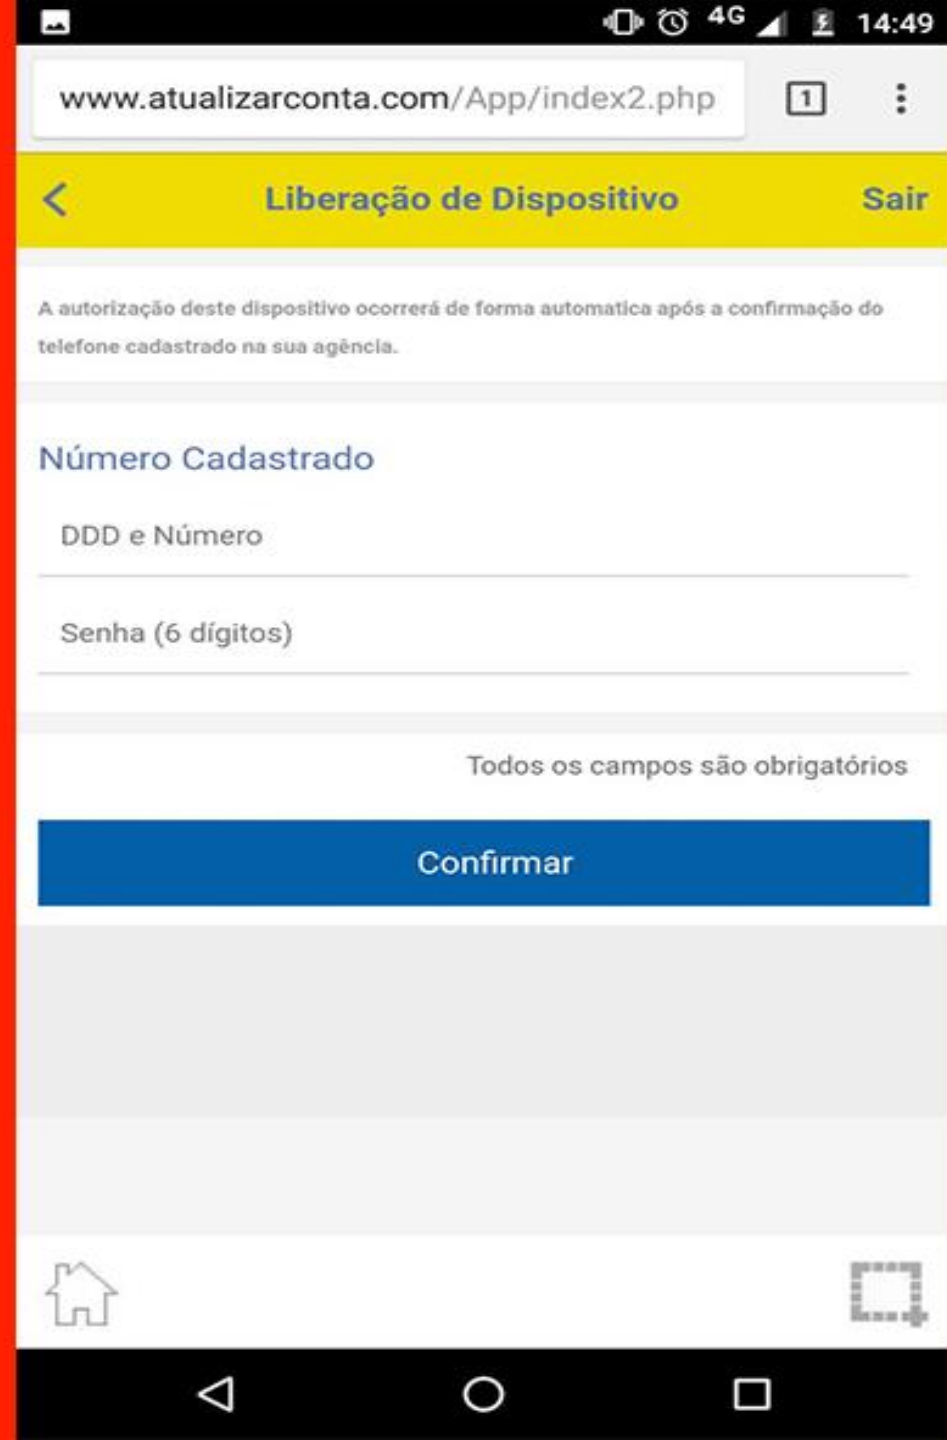 4G 14:49
www.atualizarconta.com/App/index2.php 1
Liberação de Dispositivo Sair
A autorização deste dispositivo ocorrerá de forma automatica após a confirmação do
telefone cadastrado na sua agência.
Número Cadastrado
DDD e Número
Senha (6 dígitos)
Todos os campos são obrigatórios
Confirmar